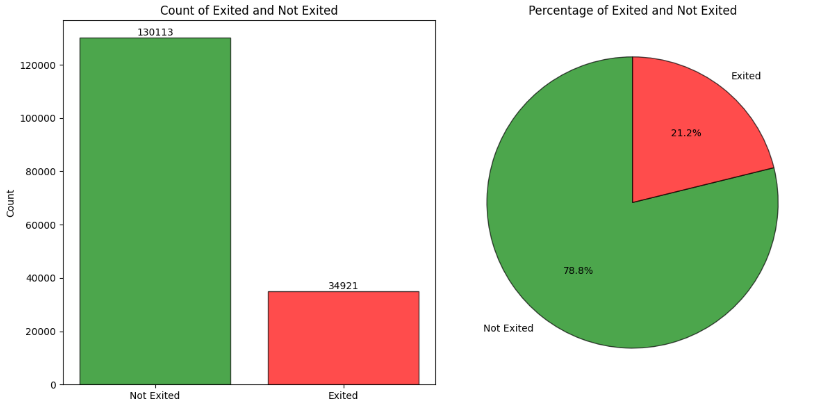 Count of Exited and Not Exited
130113
120000
100000
80000
60000
40000
20000
0
Count
34921
Not Exited
Exited
Percentage of Exited and Not Exited
Exited
21.2%
78.8%
Not Exited